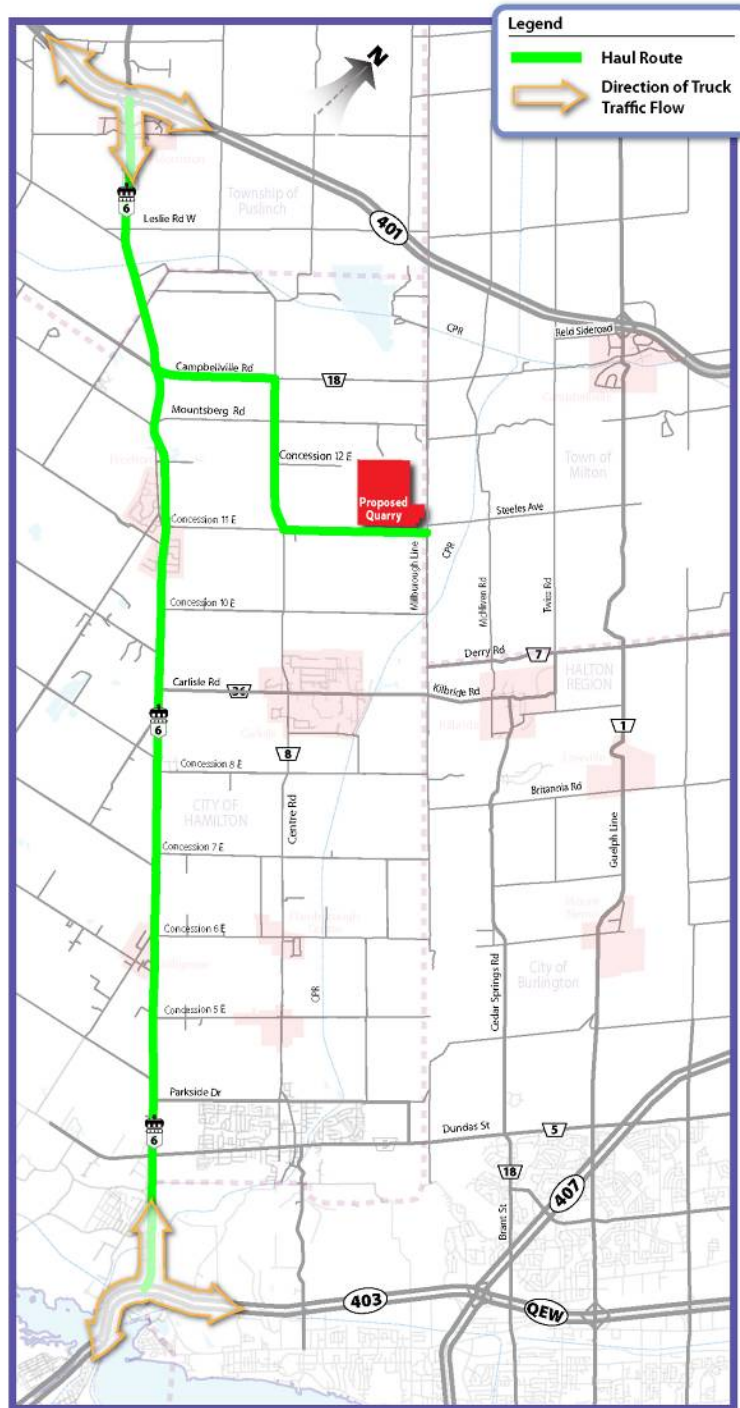 Legend
Haul Route
Direction of Truck
Traffic Flow
N
6
Leslie Rd W
Township of
Puslinch
401
CPR
Reid Sideroad
Campbellville Rd
18
Mountsberg Rd
Concession 12 E
Town of
Milton
Proposed
Quarry
Concession 11 E
Steeles Ave
CPR
Milburough Line
McNiven Rd
Twiss Rd
Concession 10 E
Derry Rd
7
Carlisle Rd
Kilbride Rd
HALTON
REGION
6
8
1
Concession 8 E
Britannia Rd
CITY OF
HAMILTON
Centre Rd
Guelph Line
Concession 7 E
Concession 6 E
Cedar Springs Rd
City of
Burlington
CPR
Concession 5 E
Parkside Dr
6
Dundas St
5
18
407
Brant St
403
QEW